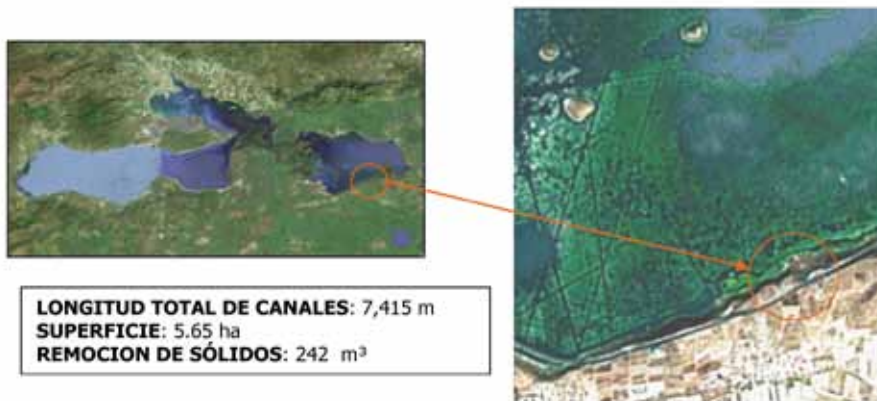 LONGITUD TOTAL DE CANALES: 7,415 m
SUPERFICIE: 5.65 ha
REMOCION DE SÓLIDOS: 242 m³